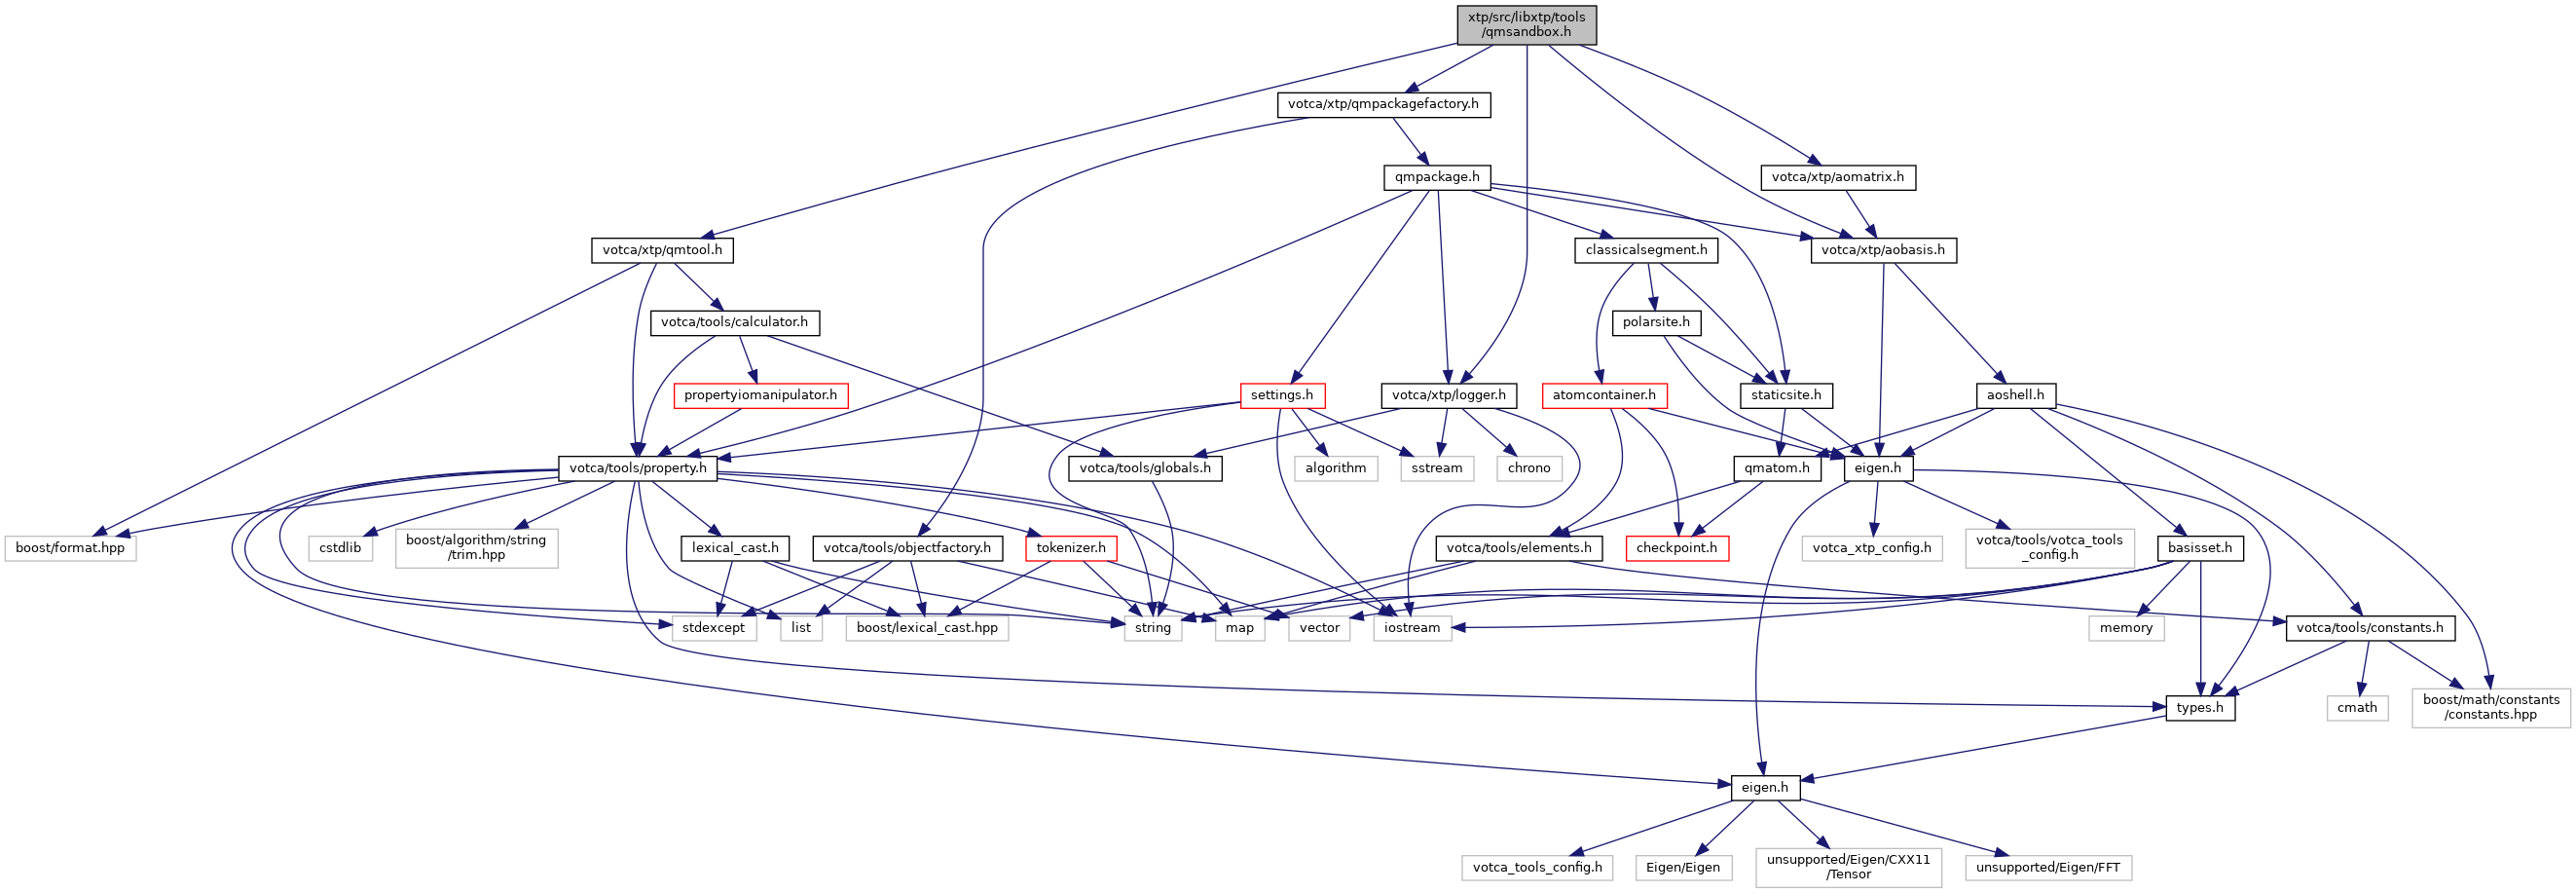 xtp/src/libxtp/tools
/qmsandbox.h
votca/xtp/qmpackagefactory.h
qmpackage.h
votca/xtp/aomatrix.h
votca/xtp/qmtool.h
classicalsegment.h
votca/xtp/aobasis.h
votca/tools/calculator.h
polarsite.h
propertyiomanipulator.h
settings.h
votca/xtp/logger.h
atomcontainer.h
staticsite.h
aoshell.h
votca/tools/property.h
votca/tools/globals.h
algorithm
sstream
chrono
qmatom.h
eigen.h
boost/format.hpp
cstdlib
boost/algorithm/string
/trim.hpp
lexical_cast.h
votca/tools/objectfactory.h
tokenizer.h
votca/tools/elements.h
checkpoint.h
votca_xtp_config.h
votca/tools/votca_tools
_config.h
basisset.h
stdexcept
list
boost/lexical_cast.hpp
string
map
vector
iostream
memory
votca/tools/constants.h
types.h
cmath
boost/math/constants
/constants.hpp
eigen.h
votca_tools_config.h
Eigen/Eigen
unsupported/Eigen/CXX11
/Tensor
unsupported/Eigen/FFT